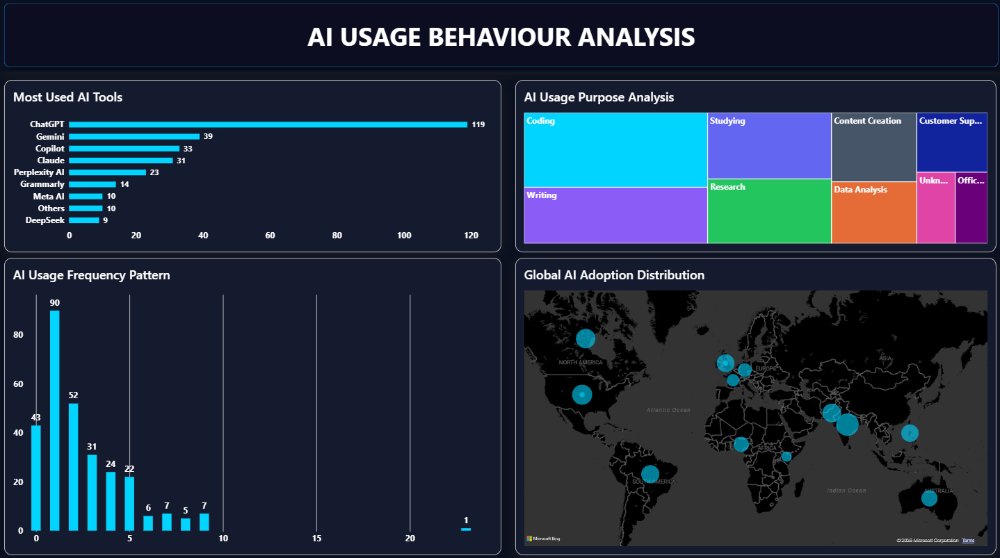 AI USAGE BEHAVIOUR ANALYSIS
Most Used AI Tools
ChatGPT 119
Gemini 39
Copilot 33
Claude 31
Perplexity AI 23
Grammarly 14
Meta AI 10
Others 10
DeepSeek 9
0 20 40 60 80 100 120
AI Usage Purpose Analysis
Coding
Studying
Content Creation
Customer Sup...
Writing
Research
Data Analysis
Unkn...
Offic...
AI Usage Frequency Pattern
80
60
40
20
0
43
90
52
31
24
22
6
7
5
7
1
0 5 10 15 20
Global AI Adoption Distribution
NORTH AMERICA
EUROPE
ASIA
Atlantic Ocean
AFRICA
SOUTH AMERICA
Indian Ocean
AUSTRALIA
Microsoft Bing
Microsoft Corporation Terms